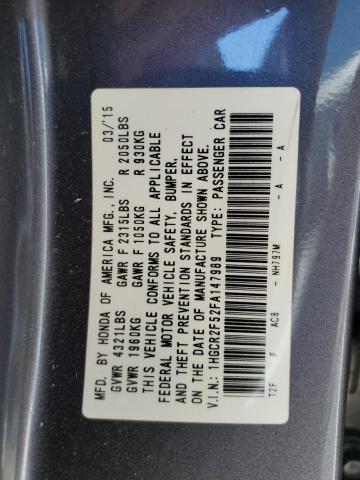 MFD. BY HONDA OF AMERICA MFG., INC. 03/15
GVWR 4321LBS GAWR F 2315LBS R 2050LBS
GVWR 1960KG GAWR F 1050KG R 930KG
THIS VEHICLE CONFORMS TO ALL APPLICABLE
FEDERAL MOTOR VEHICLE SAFETY, BUMPER,
AND THEFT PREVENTION STANDARDS IN EFFECT
ON THE DATE OF MANUFACTURE SHOWN ABOVE.
V.I.N.: 1HGCR2F52FA147989 TYPE: PASSENGER CAR
T2F F AC8 - NH797M - A - A